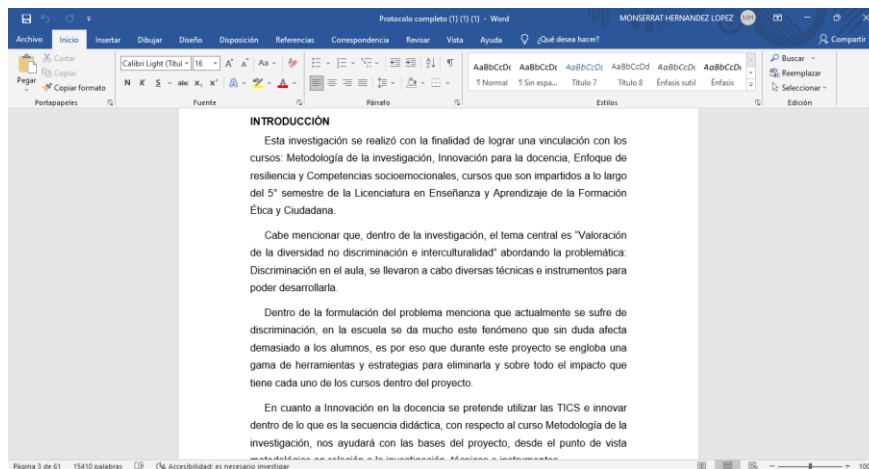 Protocolo completo (1) (1) (1) - Word
MONSERRAT HERNANDEZ LOPEZ MH
Archivo Inicio Insertar Dibujar Diseño Disposición Referencias Correspondencia Revisar Vista Ayuda ¿Qué desea hacer? Compartir
Pegar
Cortar
Copiar
Copiar formato
Portapapeles
Calibri Light (Titul 16
N K S abc x, x² A A
Fuente
Párrafo
AaBbCcDc AaBbCcDc AaBbCcDc AaBbCcDd AaBbCcDc AaBbCcDc
¶ Normal ¶ Sin espa... Título 7 Título 8 Énfasis sutil Énfasis
Estilos
Buscar
Reemplazar
Seleccionar
Edición
INTRODUCCIÓN
Esta investigación se realizó con la finalidad de lograr una vinculación con los
cursos: Metodología de la investigación, Innovación para la docencia, Enfoque de
resiliencia y Competencias socioemocionales, cursos que son impartidos a lo largo
del 5° semestre de la Licenciatura en Enseñanza y Aprendizaje de la Formación
Ética y Ciudadana.
Cabe mencionar que, dentro de la investigación, el tema central es “Valoración
de la diversidad no discriminación e interculturalidad” abordando la problemática:
Discriminación en el aula, se llevaron a cabo diversas técnicas e instrumentos para
poder desarrollarla.
Dentro de la formulación del problema menciona que actualmente se sufre de
discriminación, en la escuela se da mucho este fenómeno que sin duda afecta
demasiado a los alumnos, es por eso que durante este proyecto se engloba una
gama de herramientas y estrategias para eliminarla y sobre todo el impacto que
tiene cada uno de los cursos dentro del proyecto.
En cuanto a Innovación en la docencia se pretende utilizar las TICS e innovar
dentro de lo que es la secuencia didáctica, con respecto al curso Metodología de la
investigación, nos ayudará con las bases del proyecto, desde el punto de vista
metodológico en relación a la investigación, técnicas e instrumentos
Página 3 de 61 15410 palabras Accesibilidad: es necesario investigar 100